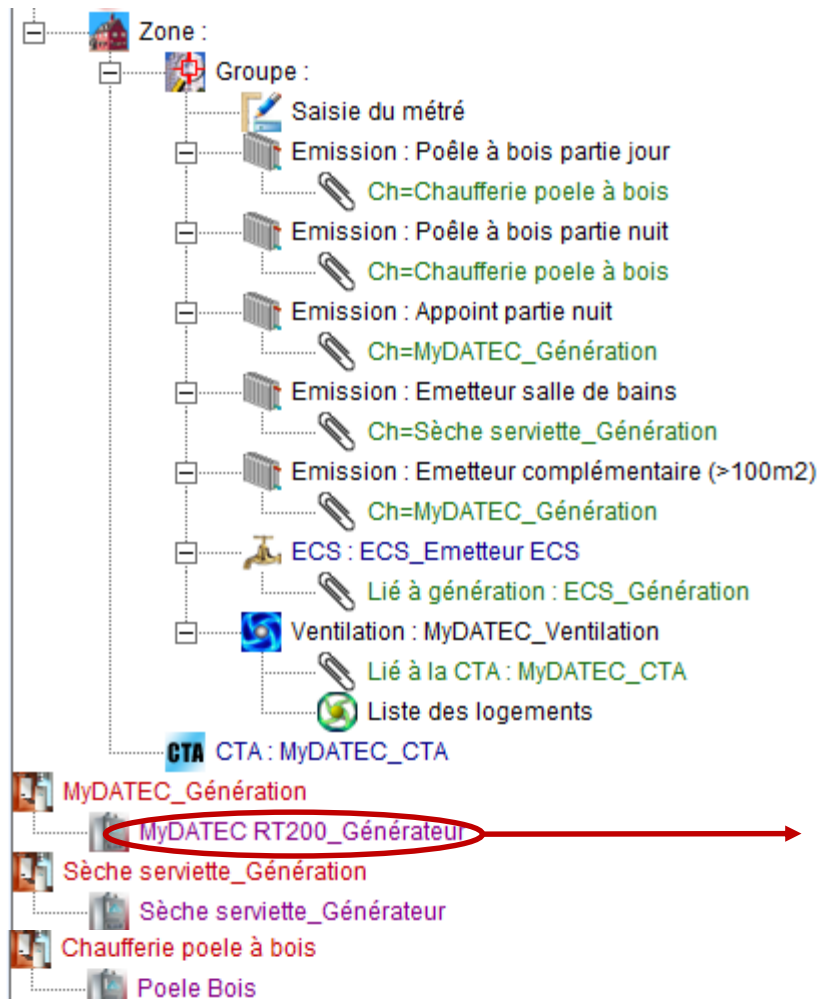 Zone :
Groupe :
Saisie du métré
Emission : Poêle à bois partie jour
Ch=Chaufferie poele à bois
Emission : Poêle à bois partie nuit
Ch=Chaufferie poele à bois
Emission : Appoint partie nuit
Ch=MyDATEC_Génération
Emission : Emetteur salle de bains
Ch=Sèche serviette_Génération
Emission : Emetteur complémentaire (>100m2)
Ch=MyDATEC_Génération
ECS : ECS_Emetteur ECS
Lié à génération : ECS_Génération
Ventilation : MyDATEC_Ventilation
Lié à la CTA : MyDATEC_CTA
Liste des logements
CTA CTA : MyDATEC_CTA
MyDATEC_Génération
MyDATEC RT200_Générateur
Sèche serviette_Génération
Sèche serviette_Générateur
Chaufferie poele à bois
Poele Bois